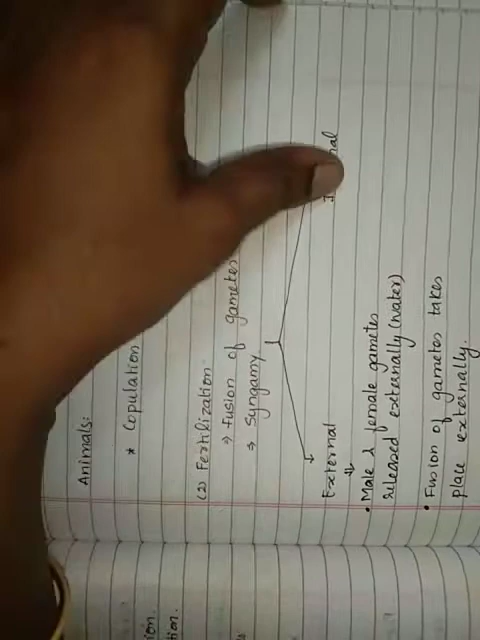 Animals:
* Copulation
(2) Fertilization
⇒ fusion of gametes
⇒ Syngamy
External
⇓
• Male & female gametes
released externally (water)
• Fusion of gametes takes
place externally.